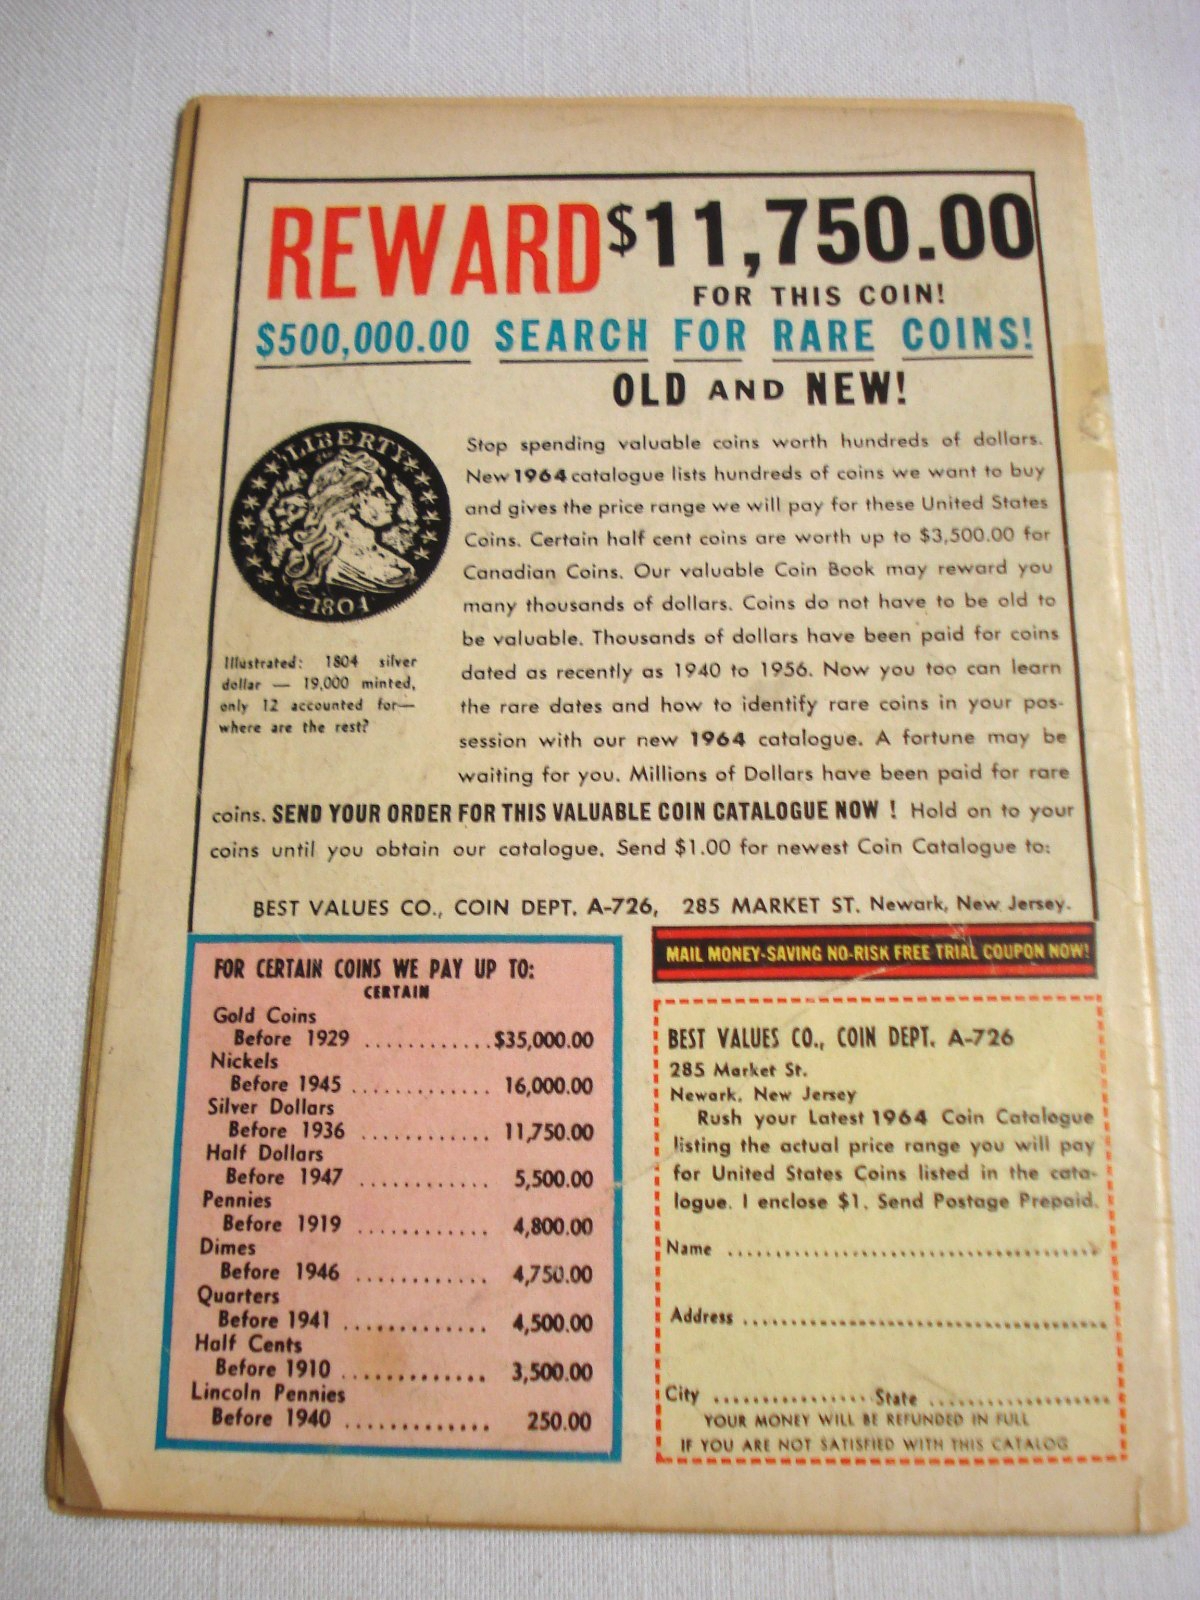 REWARD $11,750.00
FOR THIS COIN!
$500,000.00 SEARCH FOR RARE COINS!
OLD AND NEW!
LIBERTY
1804
Illustrated: 1804 silver
dollar — 19,000 minted,
only 12 accounted for—
where are the rest?
Stop spending valuable coins worth hundreds of dollars.
New 1964 catalogue lists hundreds of coins we want to buy
and gives the price range we will pay for these United States
Coins. Certain half cent coins are worth up to $3,500.00 for
Canadian Coins. Our valuable Coin Book may reward you
many thousands of dollars. Coins do not have to be old to
be valuable. Thousands of dollars have been paid for coins
dated as recently as 1940 to 1956. Now you too can learn
the rare dates and how to identify rare coins in your pos-
session with our new 1964 catalogue. A fortune may be
waiting for you. Millions of Dollars have been paid for rare
coins. SEND YOUR ORDER FOR THIS VALUABLE COIN CATALOGUE NOW ! Hold on to your
coins until you obtain our catalogue. Send $1.00 for newest Coin Catalogue to:
BEST VALUES CO., COIN DEPT. A-726, 285 MARKET ST. Newark, New Jersey.
FOR CERTAIN COINS WE PAY UP TO:
CERTAIN
Gold Coins
Before 1929 ............$35,000.00
Nickels
Before 1945 ............ 16,000.00
Silver Dollars
Before 1936 ............ 11,750.00
Half Dollars
Before 1947 ............ 5,500.00
Pennies
Before 1919 ............ 4,800.00
Dimes
Before 1946 ............ 4,750.00
Quarters
Before 1941 ............. 4,500.00
Half Cents
Before 1910 ............. 3,500.00
Lincoln Pennies
Before 1940 ............. 250.00
MAIL MONEY-SAVING NO-RISK FREE TRIAL COUPON NOW!
BEST VALUES CO., COIN DEPT. A-726
285 Market St.
Newark, New Jersey
Rush your Latest 1964 Coin Catalogue
listing the actual price range you will pay
for United States Coins listed in the cata-
logue. I enclose $1. Send Postage Prepaid.
Name ......................................
Address .....................................
City ................ State ...................
YOUR MONEY WILL BE REFUNDED IN FULL
IF YOU ARE NOT SATISFIED WITH THIS CATALOG